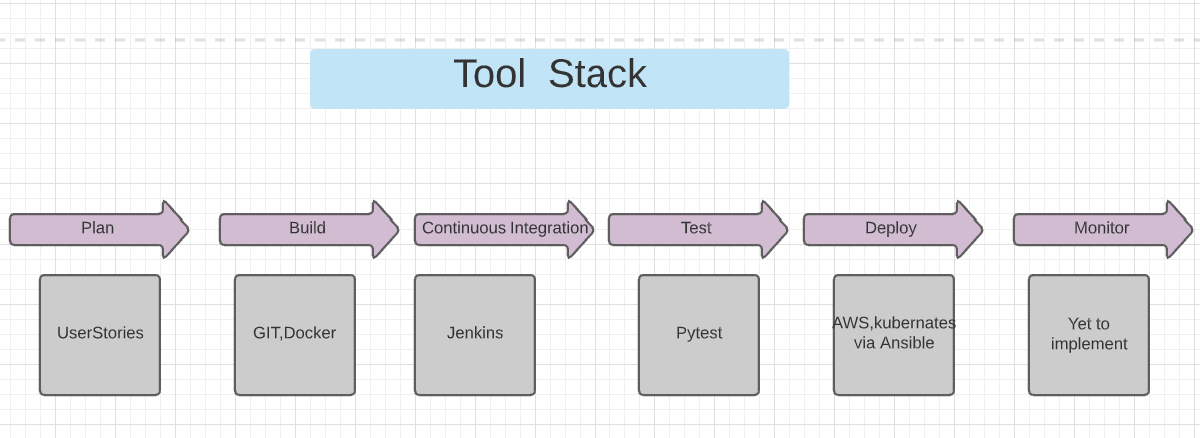 Tool Stack
Plan
Build
Continuous Integration
Test
Deploy
Monitor
UserStories
GIT,Docker
Jenkins
Pytest
AWS,kubernates
via Ansible
Yet to
implement